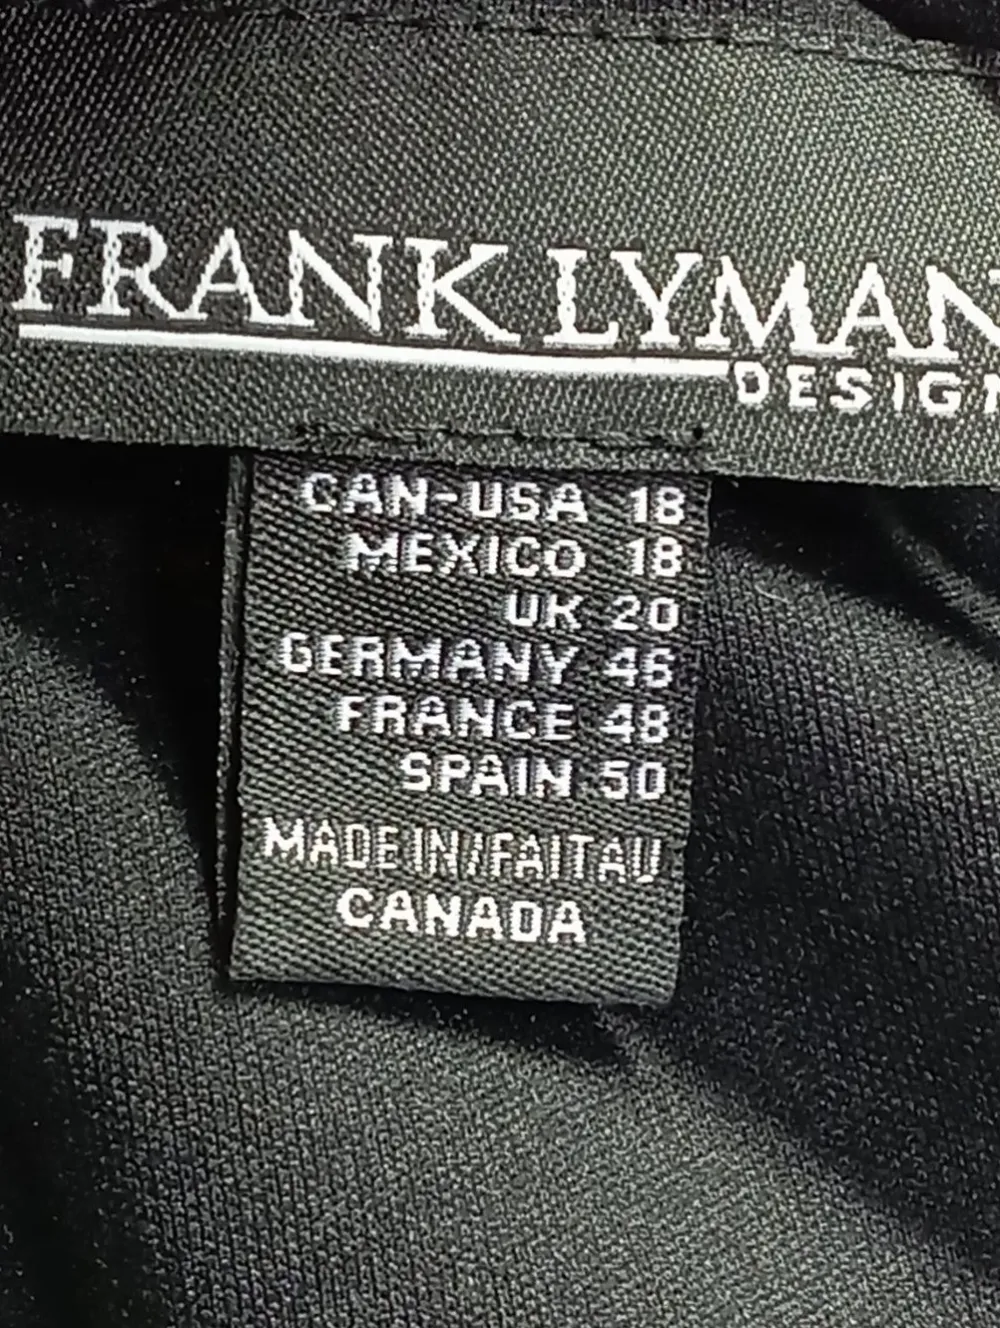 FRANK LYMAN
DESIGN
CAN-USA 18
MEXICO 18
UK 20
GERMANY 46
FRANCE 48
SPAIN 50
MADE IN/FAIT AU
CANADA